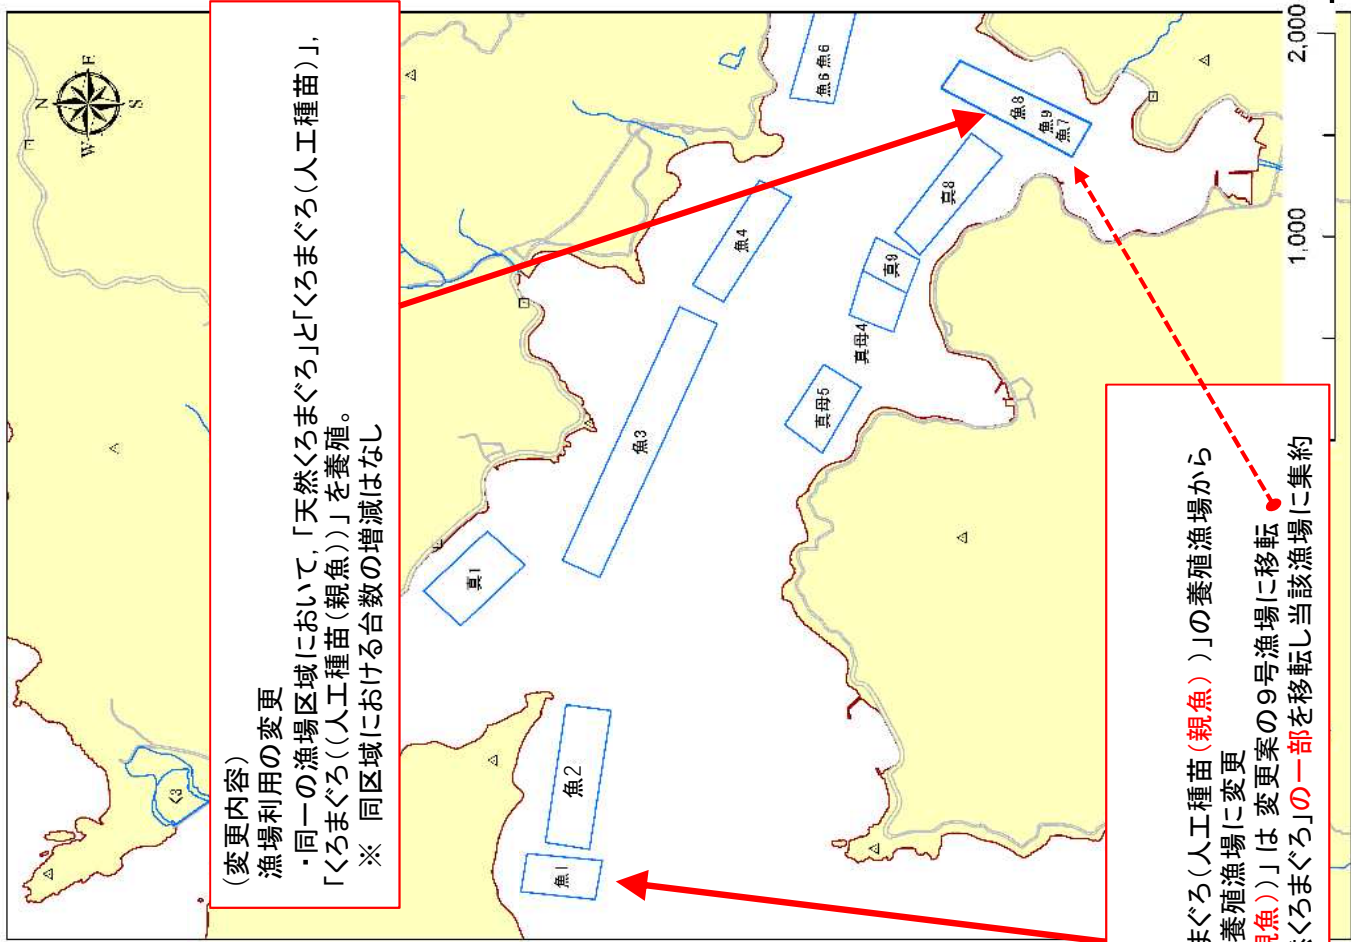 (変更内容)
漁場利用の変更
・同一の漁場区域において，「天然くろまぐろ」と「くろまぐろ(人工種苗)」，
「くろまぐろ((人工種苗(親魚))」を養殖。
※ 同区域における台数の増減はなし
まぐろ(人工種苗(親魚))」の養殖漁場から
養殖漁場に変更
親魚))」は 変更案の9号漁場に移転
くろまぐろ」の一部を移転し当該漁場に集約
N
E
S
W
く3
魚1
魚2
真1
魚3
魚4
魚6 魚6
真母5
真母4
真9
真8
魚8
魚9
魚7
1,000
2,000